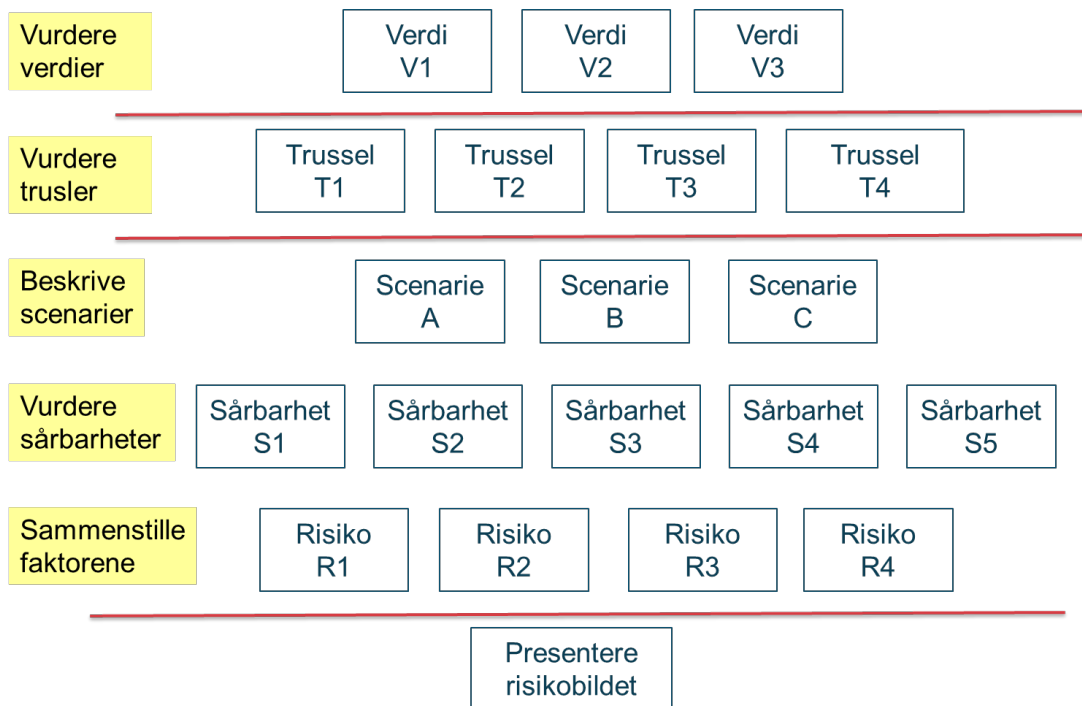 Vurdere
verdier
Verdi
V1
Verdi
V2
Verdi
V3
Vurdere
trusler
Trussel
T1
Trussel
T2
Trussel
T3
Trussel
T4
Beskrive
scenarier
Scenarie
A
Scenarie
B
Scenarie
C
Vurdere
sårbarheter
Sårbarhet
S1
Sårbarhet
S2
Sårbarhet
S3
Sårbarhet
S4
Sårbarhet
S5
Sammenstille
faktorene
Risiko
R1
Risiko
R2
Risiko
R3
Risiko
R4
Presentere
risikobildet